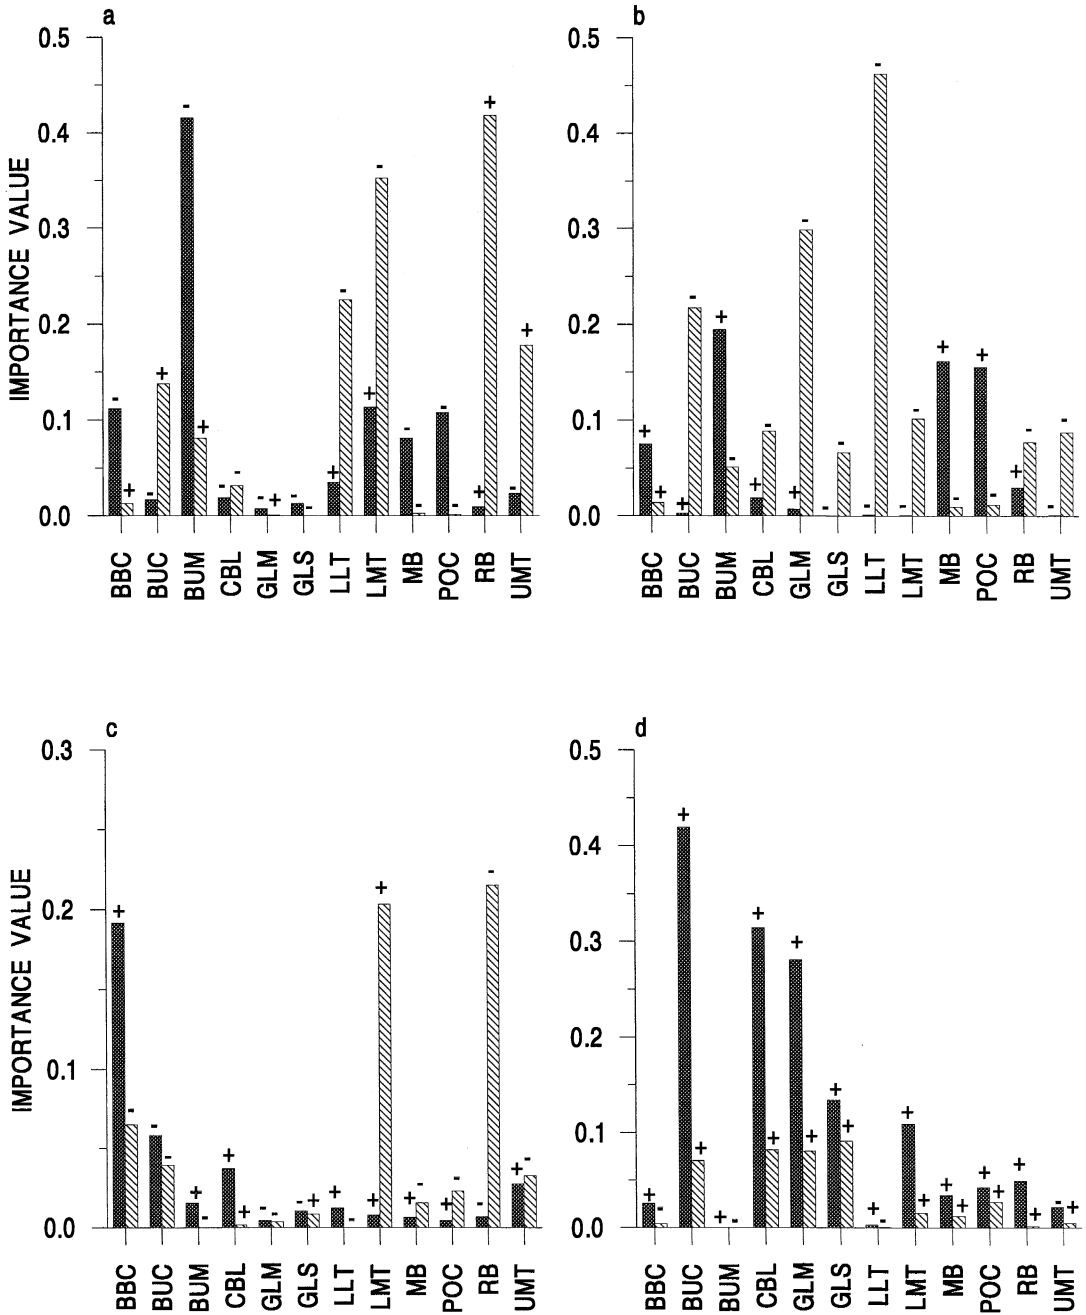 a
b
0.5
0.4
0.3
0.2
0.1
0.0
IMPORTANCE VALUE
- + - + - + - - - + - - + - + - - - - - + + - +
BBC BUC BUM CBL GLM GLS LLT LMT MB POC RB UMT
0.5
0.4
0.3
0.2
0.1
0.0
+ + + - + - + - + - - - - - - - + - + - + - - -
BBC BUC BUM CBL GLM GLS LLT LMT MB POC RB UMT
c
d
0.3
0.2
0.1
0.0
IMPORTANCE VALUE
+ - - - + - + + - - - + + - + + + - + - - - + -
BBC BUC BUM CBL GLM GLS LLT LMT MB POC RB UMT
0.5
0.4
0.3
0.2
0.1
0.0
+ - + + + - + + + + + + + - + + + + + + + + - +
BBC BUC BUM CBL GLM GLS LLT LMT MB POC RB UMT